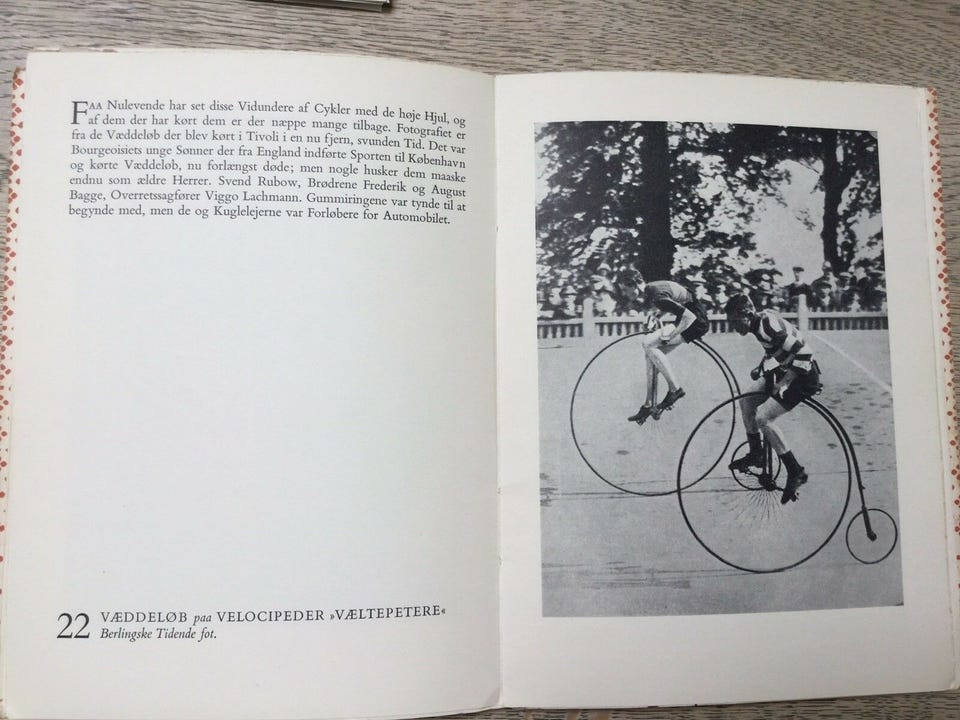 FAA Nulevende har set disse Vidundere af Cykler med de høje Hjul, og
af dem der har kørt dem er der næppe mange tilbage. Fotografiet er
fra de Væddeløb der blev kørt i Tivoli i en nu fjern, svunden Tid. Det var
Bourgeoisiets unge Sønner der fra England indførte Sporten til København
og kørte Væddeløb, nu forlængst døde; men nogle husker dem maaske
endnu som ældre Herrer. Svend Rubow, Brødrene Frederik og August
Bagge, Overretssagfører Viggo Lachmann. Gummiringene var tynde til at
begynde med, men de og Kuglelejerne var Forløbere for Automobilet.
22 VÆDDELØB paa VELOCIPEDER »VÆLTEPETERE«
Berlingske Tidende fot.